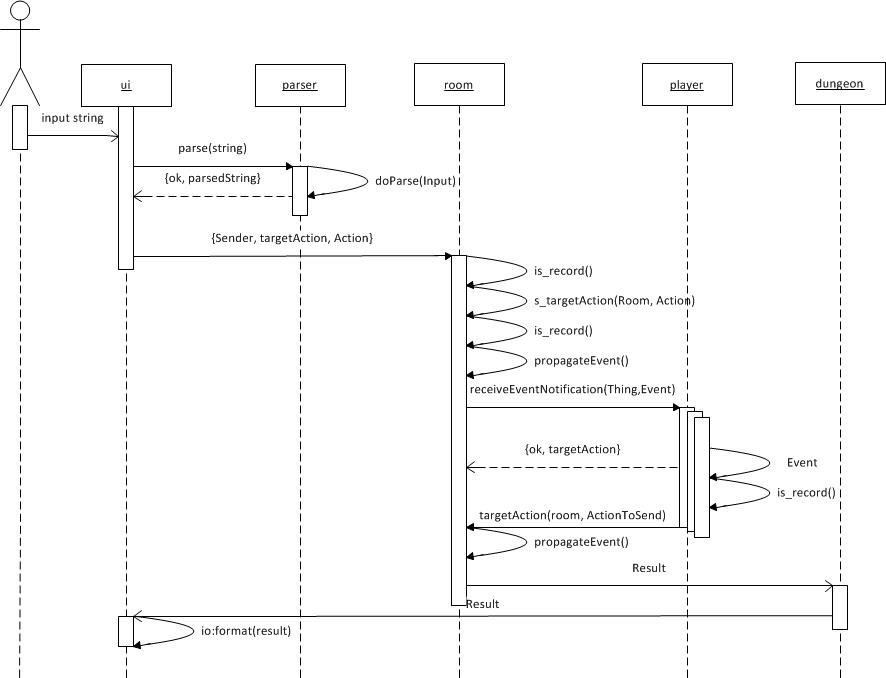 ui
parser
room
player
dungeon
input string
parse(string)
{ok, parsedString}
doParse(Input)
{Sender, targetAction, Action}
is_record()
s_targetAction(Room, Action)
is_record()
propagateEvent()
receiveEventNotification(Thing,Event)
{ok, targetAction}
Event
is_record()
targetAction(room, ActionToSend)
propagateEvent()
Result
Result
io:format(result)